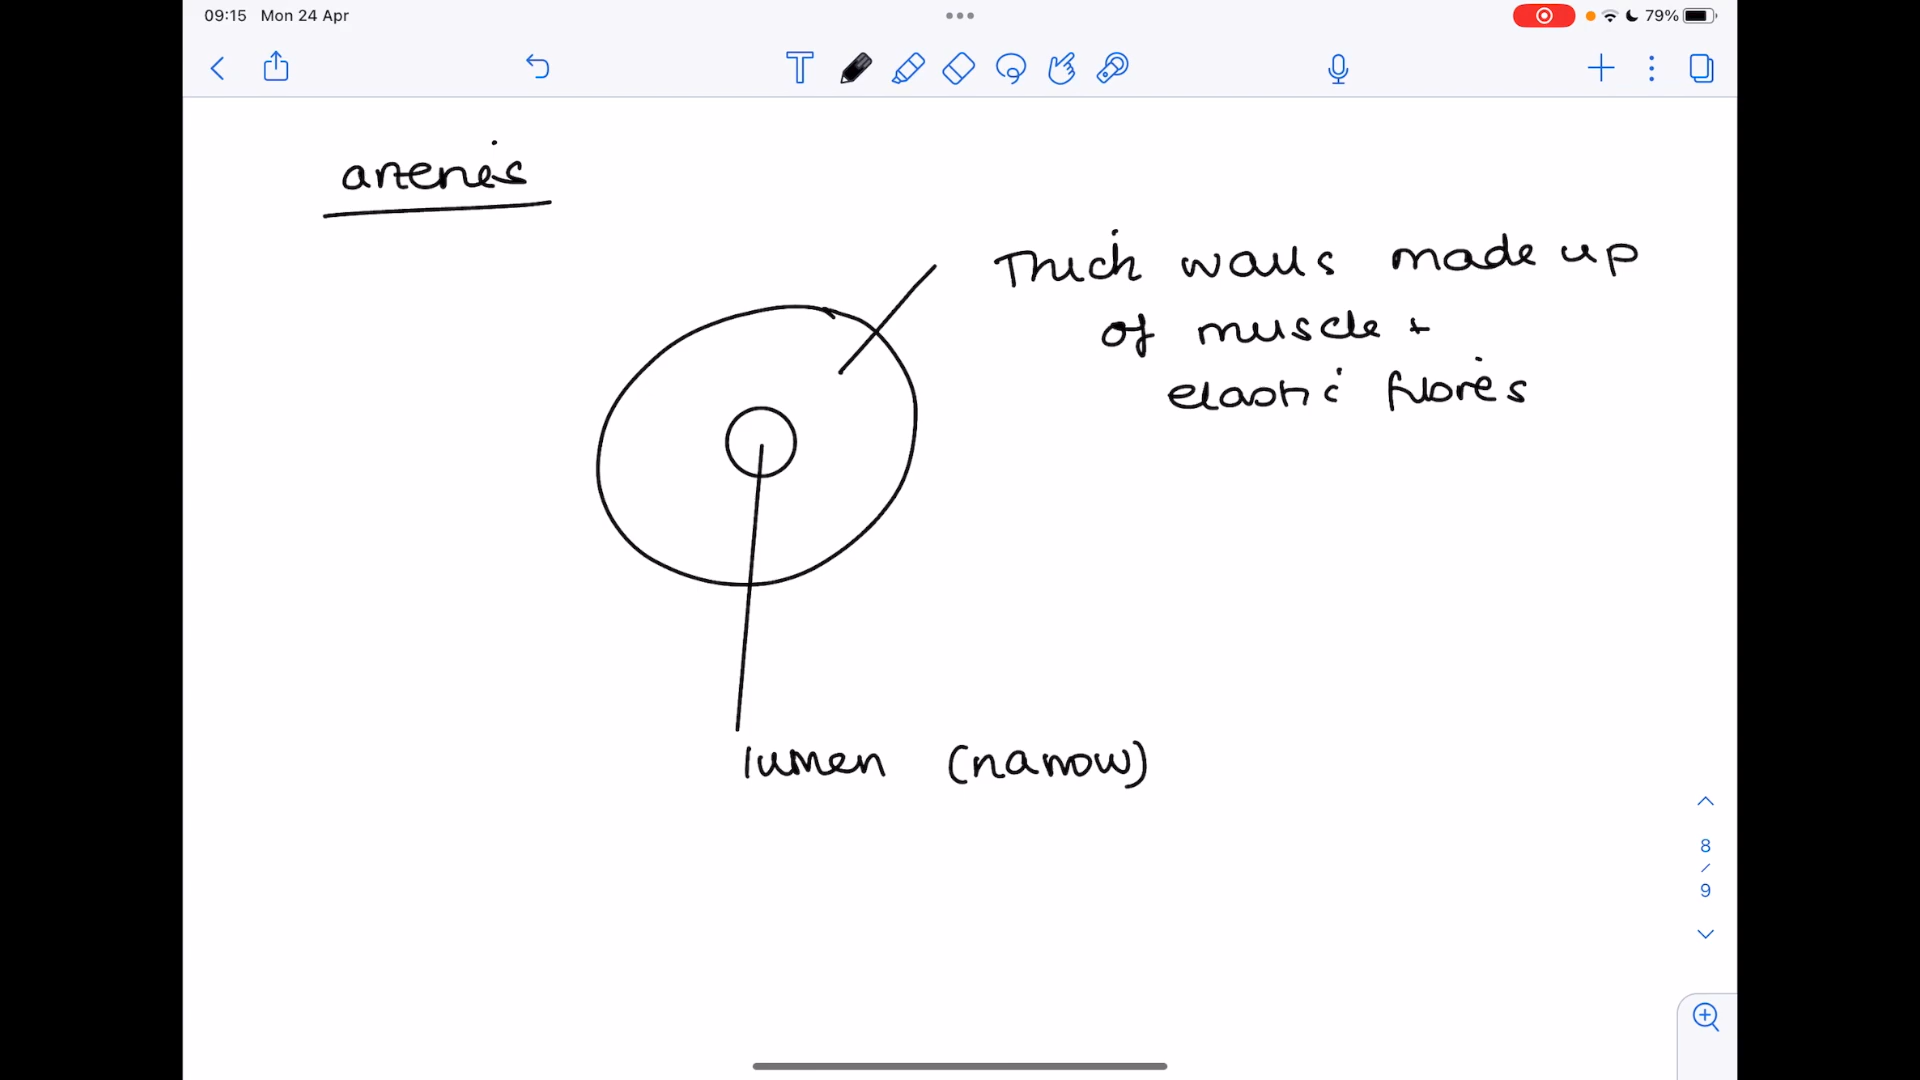 09:15 Mon 24 Apr
79%
T
arteries
Thick walls made up
of muscle +
elastic fibres
lumen (narrow)
8
/
9